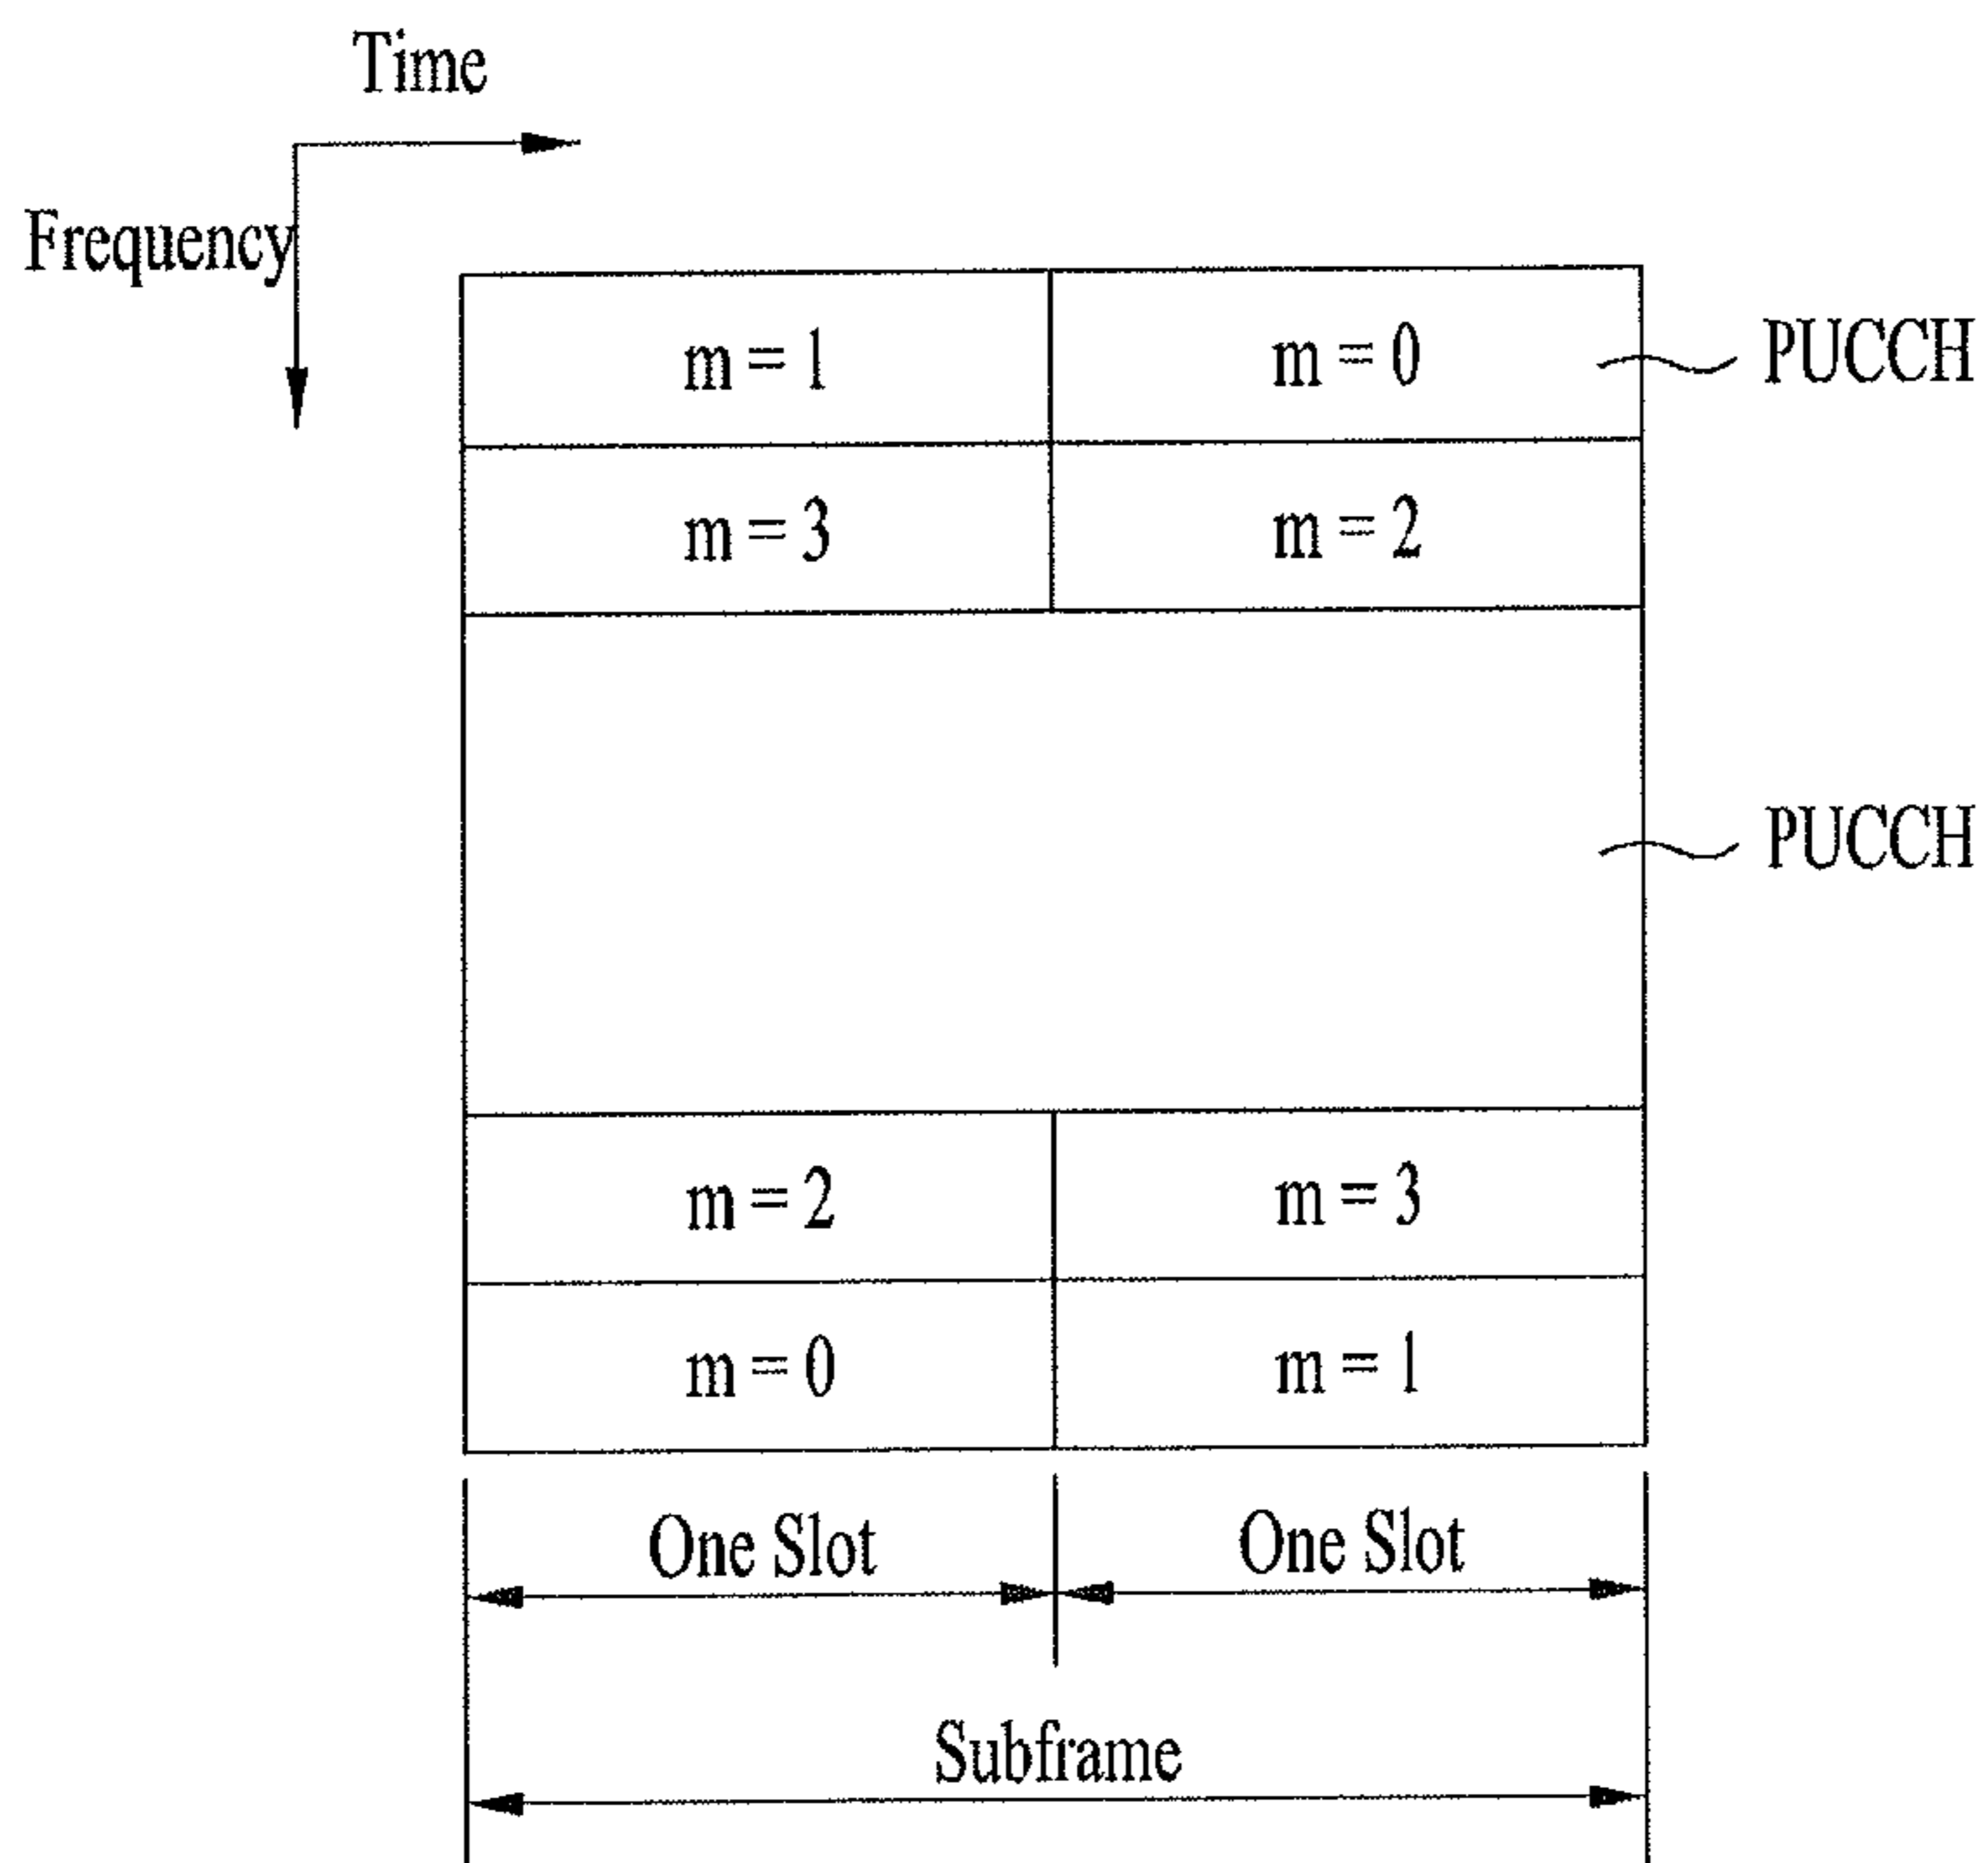 Time
Frequency
m = 1
m = 0
PUCCH
m = 3
m = 2
PUCCH
m = 2
m = 3
m = 0
m = 1
One Slot
One Slot
Subframe